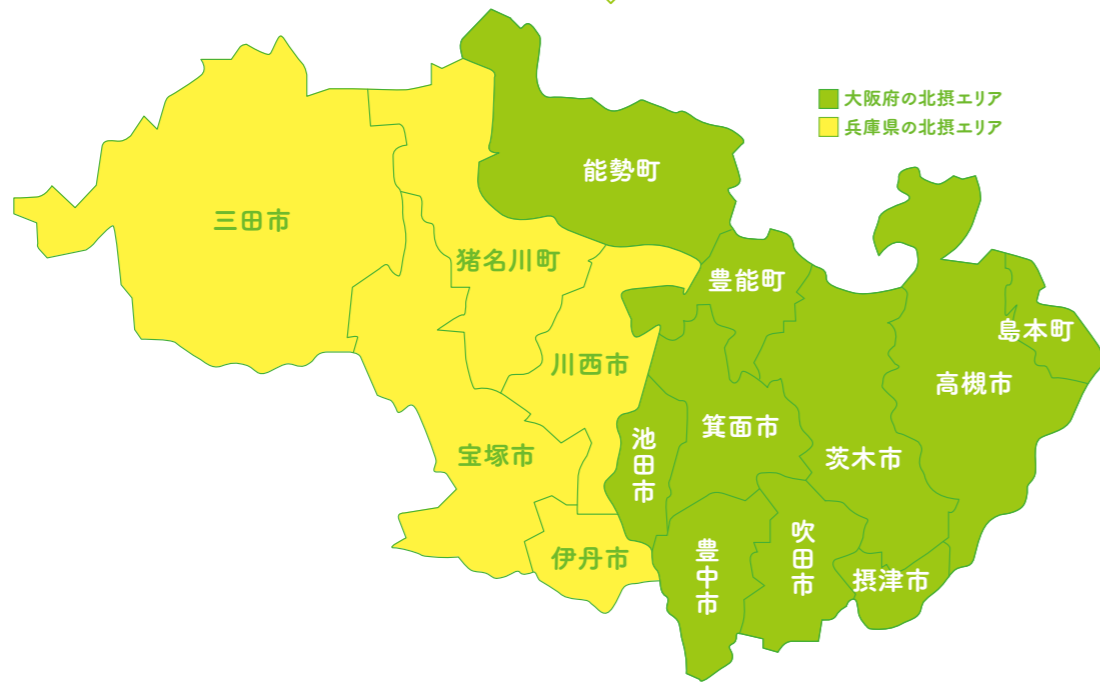 大阪府の北摂エリア
兵庫県の北摂エリア
能勢町
三田市
猪名川町
豊能町
島本町
川西市
高槻市
箕面市
池田市
宝塚市
茨木市
伊丹市
豊中市
吹田市
摂津市